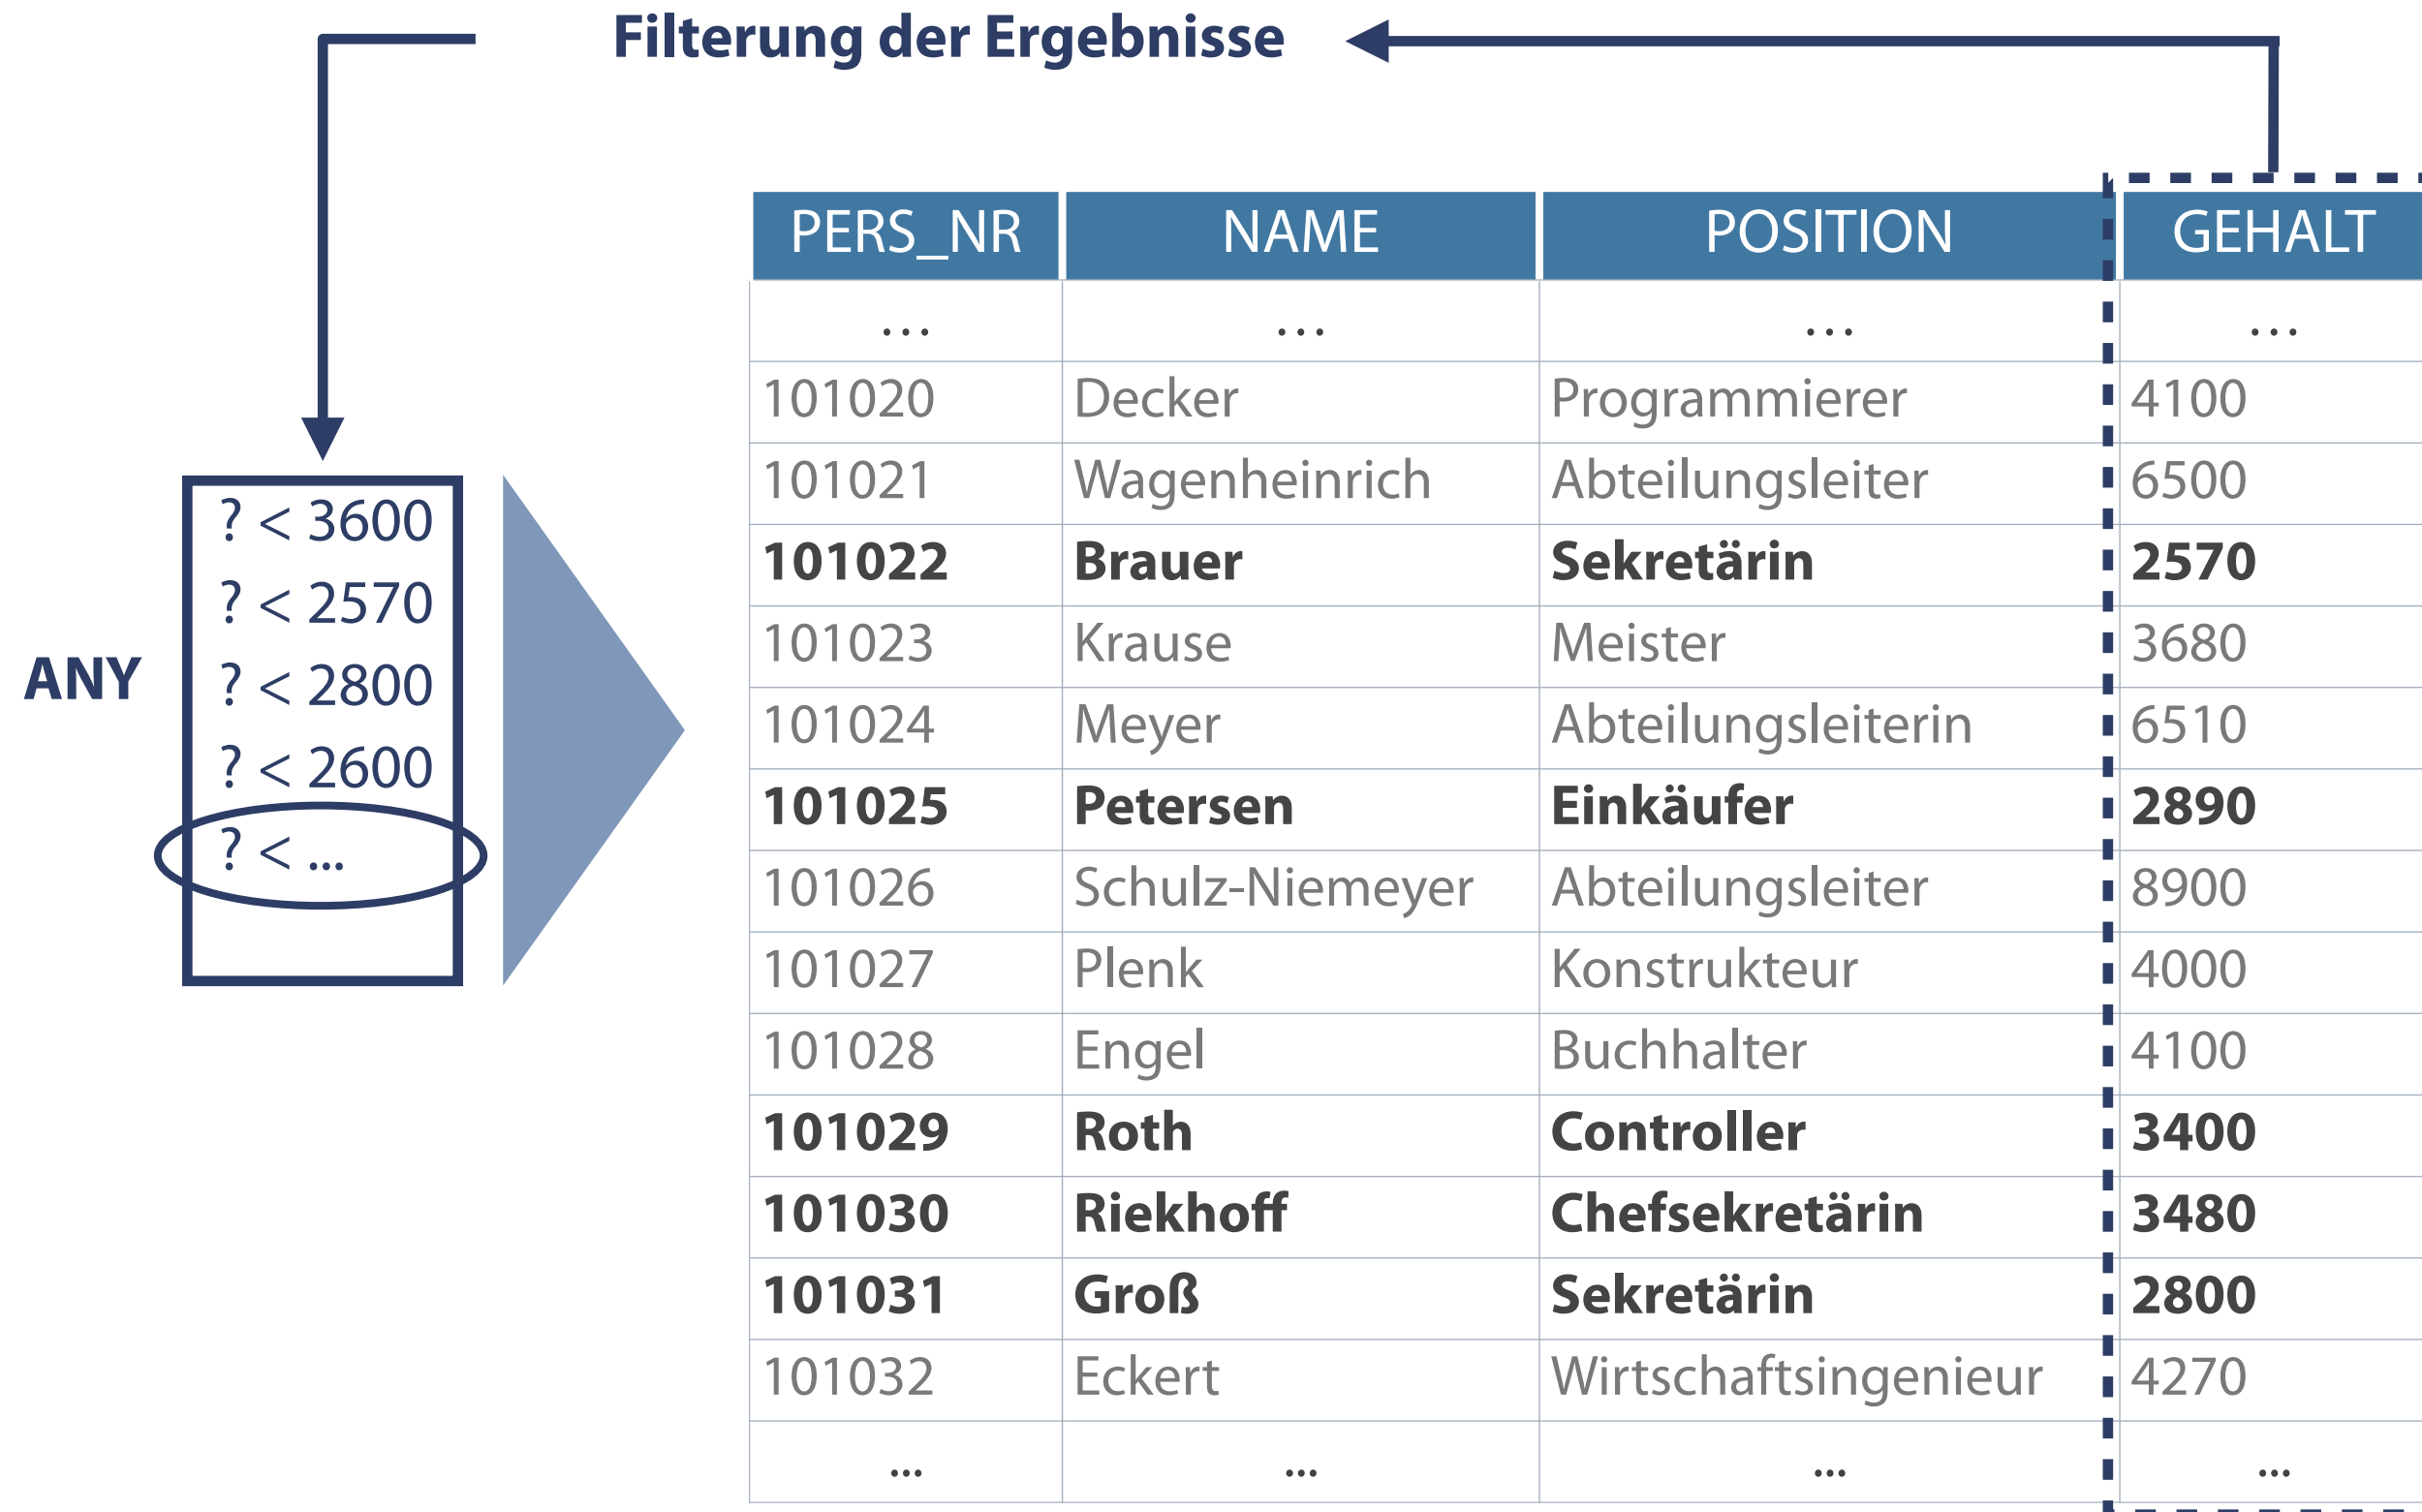 Filterung der Ergebnisse
PERS_NR NAME POSITION GEHALT
... ... ... ...
101020 Decker Programmierer 4100
101021 Wagenheinrich Abteilungsleiter 6500
101022 Brauer Sekretärin 2570
101023 Krause Meister 3680
101024 Meyer Abteilungsleiterin 6510
101025 Petersen Einkäufer 2890
101026 Schulz-Niemeyer Abteilungsleiter 8900
101027 Plenk Konstrukteur 4000
101028 Engel Buchhalter 4100
101029 Roth Controller 3400
101030 Riekhoff Chefsekretärin 3480
101031 Groß Sekretärin 2800
101032 Eckert Wirtschaftsingenieur 4270
... ... ... ...
ANY
? < 3600
? < 2570
? < 2800
? < 2600
? < ...